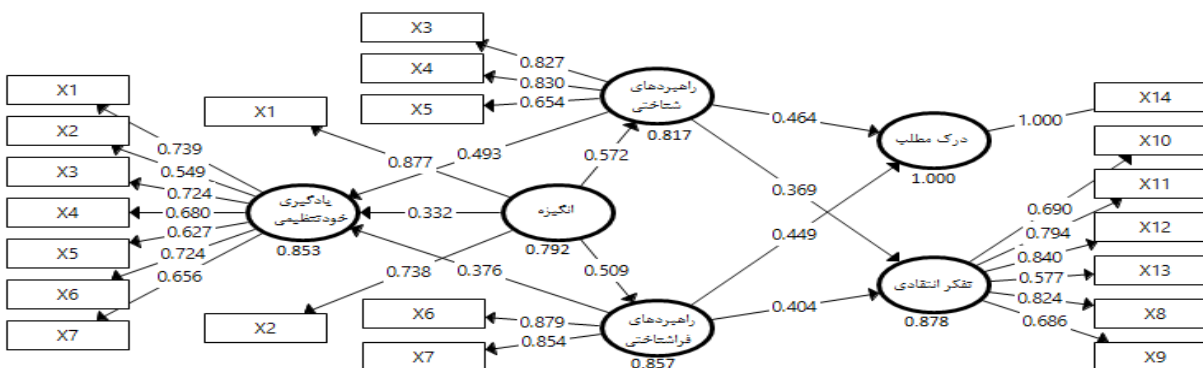 X1
X2
X3
X4
X5
X6
X7
0.739
0.549
0.724
0.680
0.627
0.724
0.656
یادگیری
خودتنظیمی
0.853
X1
X2
0.877
0.738
0.493
0.332
0.376
انگیزه
0.792
0.572
0.509
X3
X4
X5
0.827
0.830
0.654
راهبردهای
شناختی
0.817
X6
X7
0.879
0.854
راهبردهای
فراشناختی
0.857
0.464
0.369
0.449
0.404
درک مطلب
1.000
1.000
X14
تفکر انتقادی
0.878
0.690
0.794
0.840
0.577
0.824
0.686
X10
X11
X12
X13
X8
X9